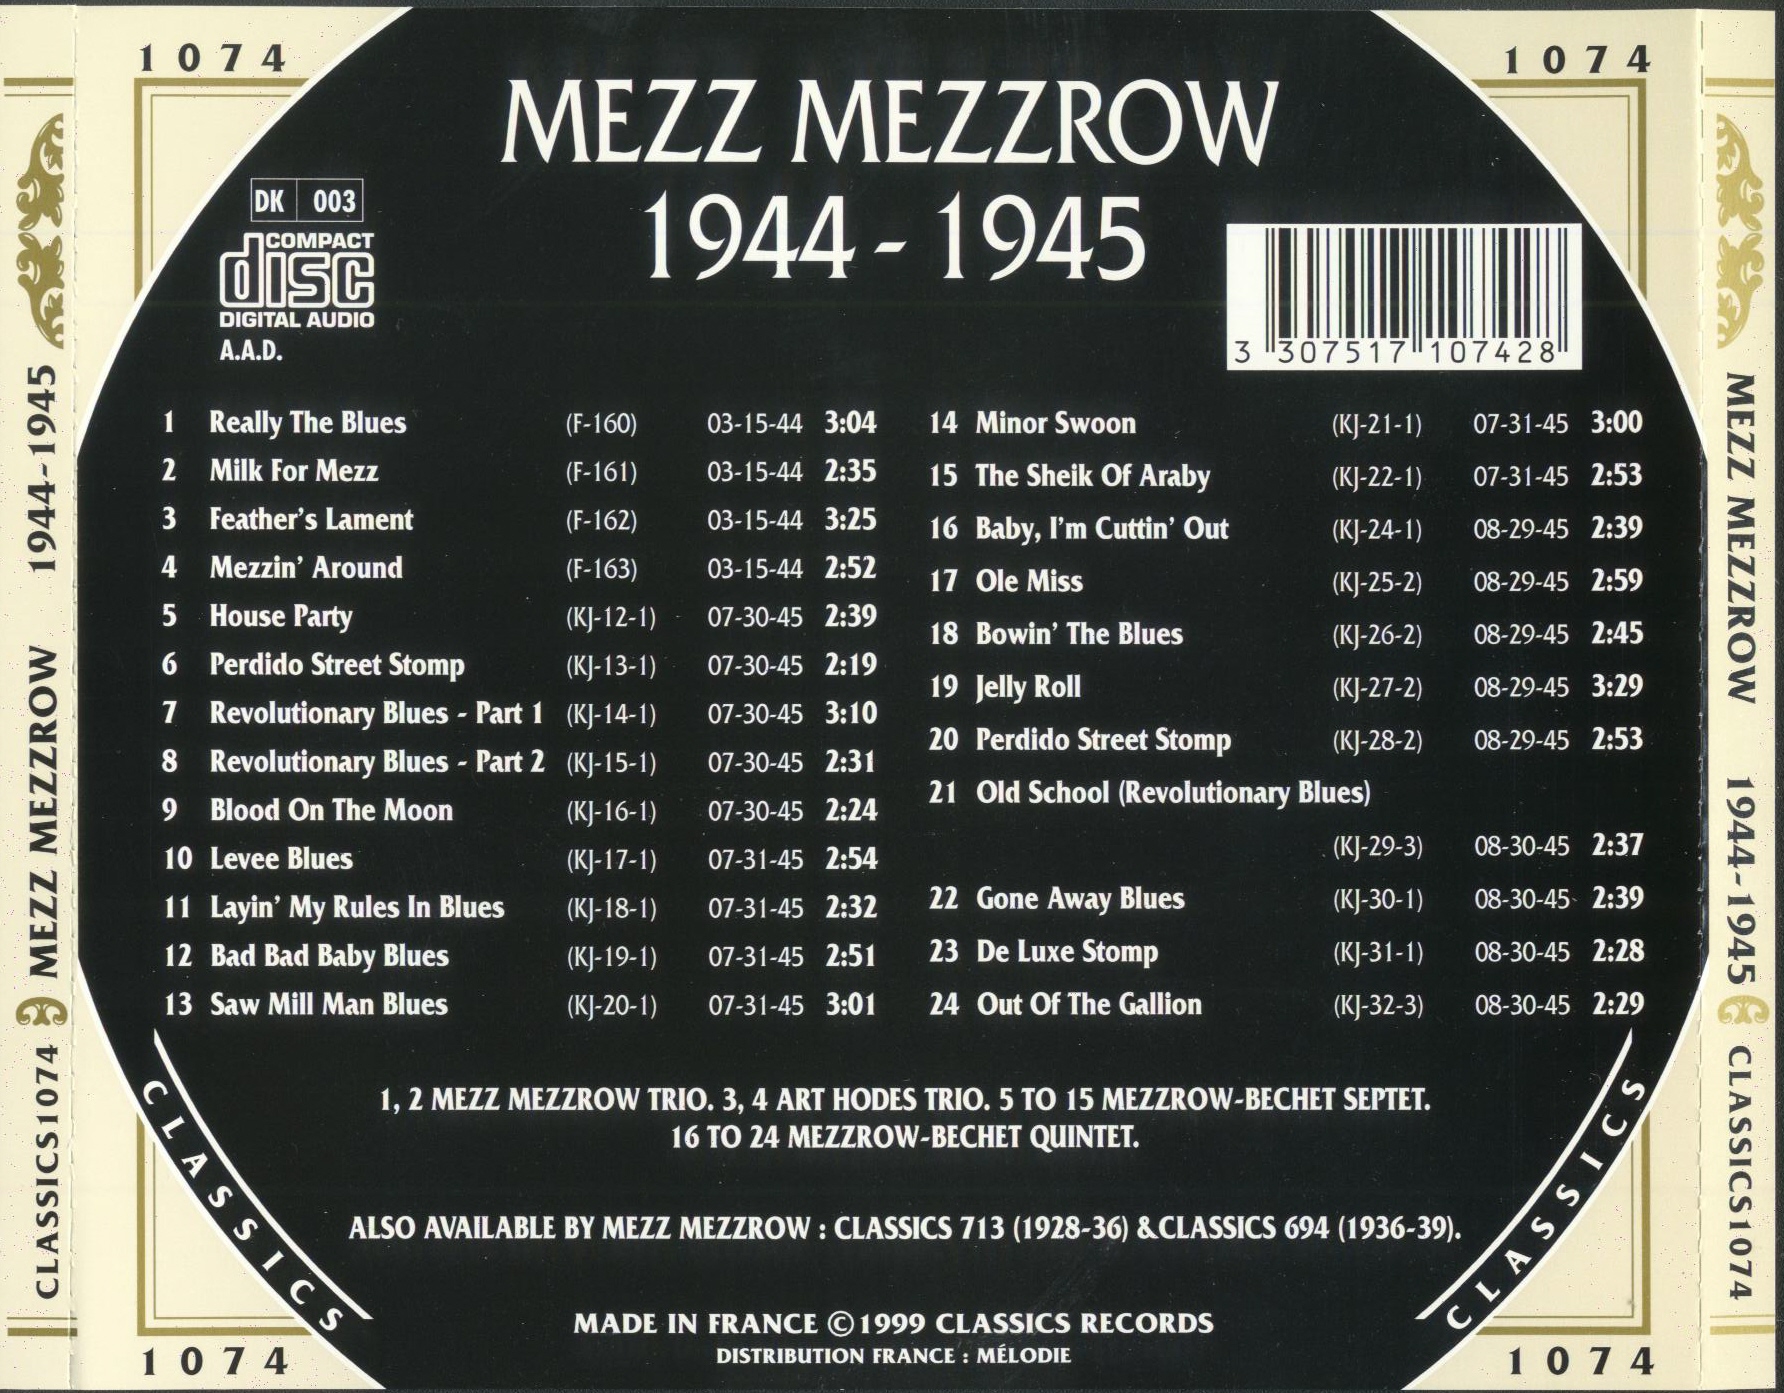 1074
1074
MEZZ MEZZROW
1944 - 1945
DK 003
COMPACT
disc
DIGITAL AUDIO
A.A.D.
3 307517 107428
1 Really The Blues (F-160) 03-15-44 3:04
2 Milk For Mezz (F-161) 03-15-44 2:35
3 Feather's Lament (F-162) 03-15-44 3:25
4 Mezzin' Around (F-163) 03-15-44 2:52
5 House Party (KJ-12-1) 07-30-45 2:39
6 Perdido Street Stomp (KJ-13-1) 07-30-45 2:19
7 Revolutionary Blues - Part 1 (KJ-14-1) 07-30-45 3:10
8 Revolutionary Blues - Part 2 (KJ-15-1) 07-30-45 2:31
9 Blood On The Moon (KJ-16-1) 07-30-45 2:24
10 Levee Blues (KJ-17-1) 07-31-45 2:54
11 Layin' My Rules In Blues (KJ-18-1) 07-31-45 2:32
12 Bad Bad Baby Blues (KJ-19-1) 07-31-45 2:51
13 Saw Mill Man Blues (KJ-20-1) 07-31-45 3:01
14 Minor Swoon (KJ-21-1) 07-31-45 3:00
15 The Sheik Of Araby (KJ-22-1) 07-31-45 2:53
16 Baby, I'm Cuttin' Out (KJ-24-1) 08-29-45 2:39
17 Ole Miss (KJ-25-2) 08-29-45 2:59
18 Bowin' The Blues (KJ-26-2) 08-29-45 2:45
19 Jelly Roll (KJ-27-2) 08-29-45 3:29
20 Perdido Street Stomp (KJ-28-2) 08-29-45 2:53
21 Old School (Revolutionary Blues)
(KJ-29-3) 08-30-45 2:37
22 Gone Away Blues (KJ-30-1) 08-30-45 2:39
23 De Luxe Stomp (KJ-31-1) 08-30-45 2:28
24 Out Of The Gallion (KJ-32-3) 08-30-45 2:29
1, 2 MEZZ MEZZROW TRIO. 3, 4 ART HODES TRIO. 5 TO 15 MEZZROW-BECHET SEPTET.
16 TO 24 MEZZROW-BECHET QUINTET.
ALSO AVAILABLE BY MEZZ MEZZROW : CLASSICS 713 (1928-36) &CLASSICS 694 (1936-39).
MADE IN FRANCE ©1999 CLASSICS RECORDS
DISTRIBUTION FRANCE : MÉLODIE
CLASSICS
CLASSICS
1074
1074
CLASSICS1074 MEZZ MEZZROW 1944-1945
MEZZ MEZZROW 1944-1945 CLASSICS1074